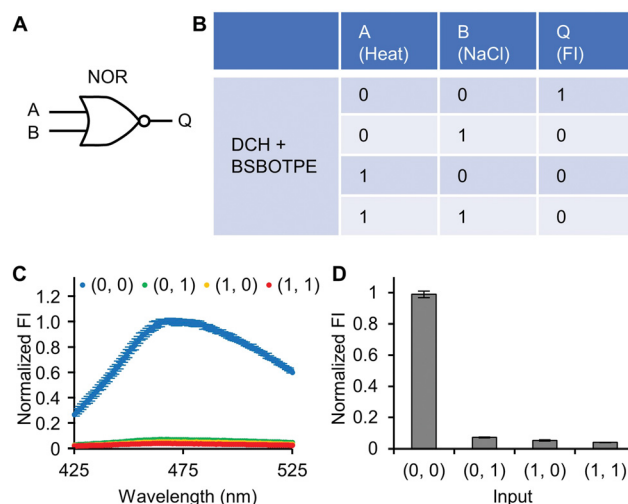 A
NOR
A
B
Q
B
A (Heat) B (NaCl) Q (FI)
DCH + BSBOTPE
0 0 1
0 1 0
1 0 0
1 1 0
C
(0, 0) (0, 1) (1, 0) (1, 1)
Normalized FI
1.2
1.0
0.8
0.6
0.4
0.2
0
425 475 525
Wavelength (nm)
D
Normalized FI
1
0.8
0.6
0.4
0.2
0
(0, 0) (0, 1) (1, 0) (1, 1)
Input